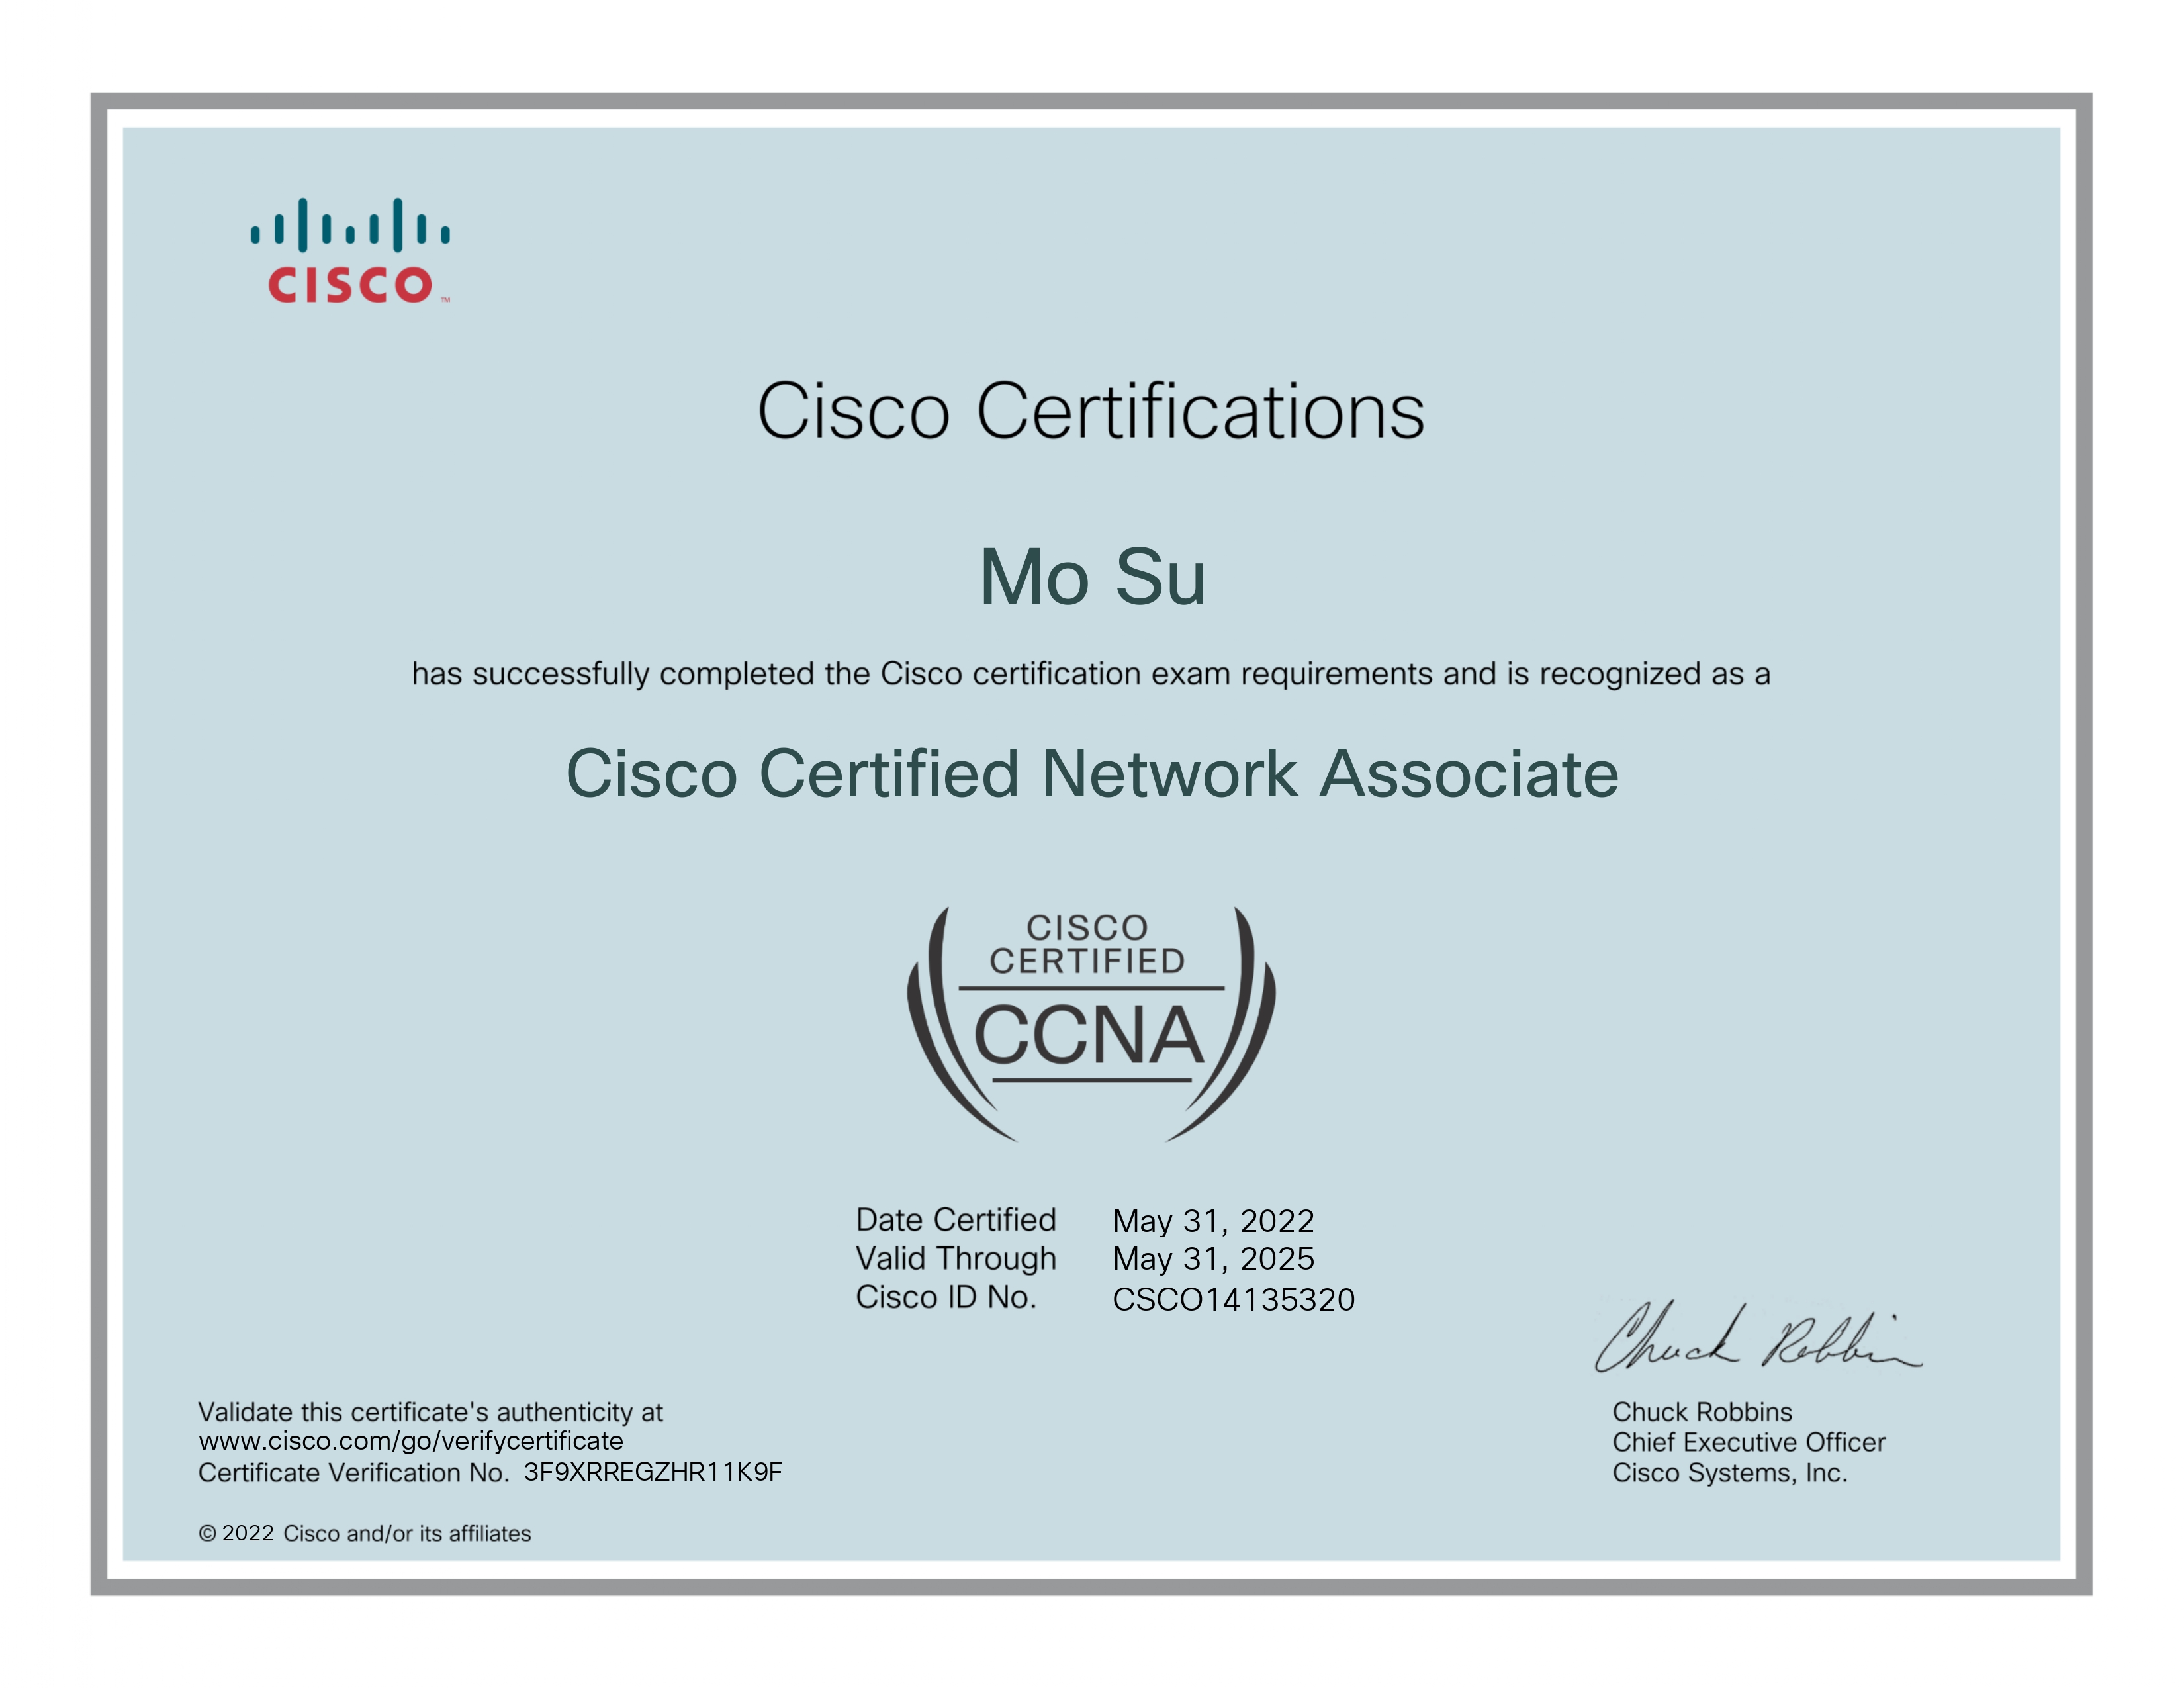 CISCO ™
Cisco Certifications
Mo Su
has successfully completed the Cisco certification exam requirements and is recognized as a
Cisco Certified Network Associate
CISCO
CERTIFIED
CCNA
Date Certified May 31, 2022
Valid Through May 31, 2025
Cisco ID No. CSCO14135320
Chuck Robbins
Validate this certificate's authenticity at
www.cisco.com/go/verifycertificate
Certificate Verification No. 3F9XRREGZHR11K9F
Chuck Robbins
Chief Executive Officer
Cisco Systems, Inc.
© 2022 Cisco and/or its affiliates